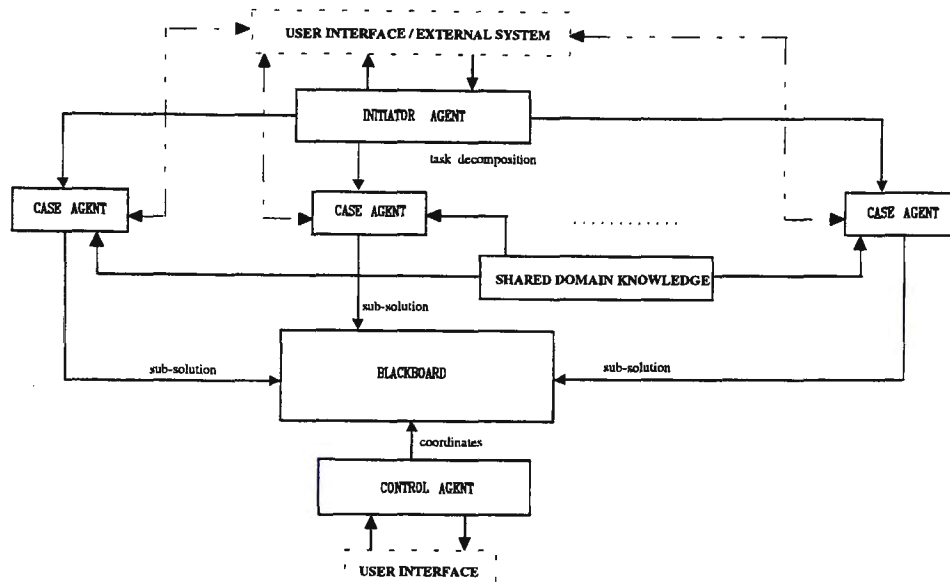 USER INTERFACE / EXTERNAL SYSTEM
INITIATOR AGENT
task decomposition
CASE AGENT
CASE AGENT
CASE AGENT
SHARED DOMAIN KNOWLEDGE
sub-solution
sub-solution
BLACKBOARD
sub-solution
coordinates
CONTROL AGENT
USER INTERFACE